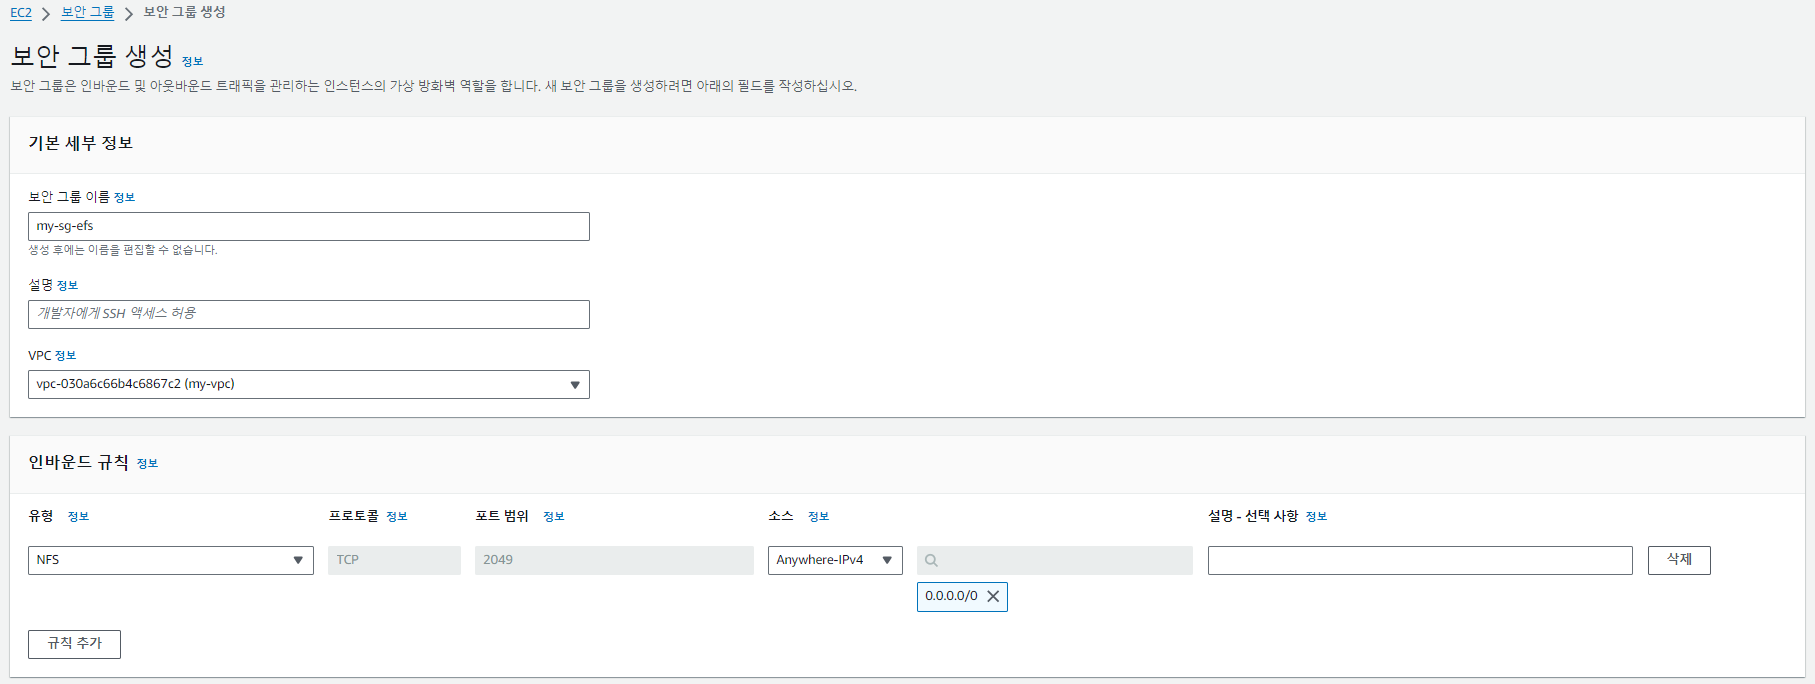 EC2 > 보안 그룹 > 보안 그룹 생성
보안 그룹 생성 정보
보안 그룹은 인바운드 및 아웃바운드 트래픽을 관리하는 인스턴스의 가상 방화벽 역할을 합니다. 새 보안 그룹을 생성하려면 아래의 필드를 작성하십시오.
기본 세부 정보
보안 그룹 이름 정보
my-sg-efs
생성 후에는 이름을 편집할 수 없습니다.
설명 정보
개발자에게 SSH 액세스 허용
VPC 정보
vpc-030a6c66b4c6867c2 (my-vpc)
인바운드 규칙 정보
유형 정보 프로토콜 정보 포트 범위 정보 소스 정보 설명 - 선택 사항 정보
NFS TCP 2049 Anywhere-IPv4 삭제
0.0.0.0/0
규칙 추가